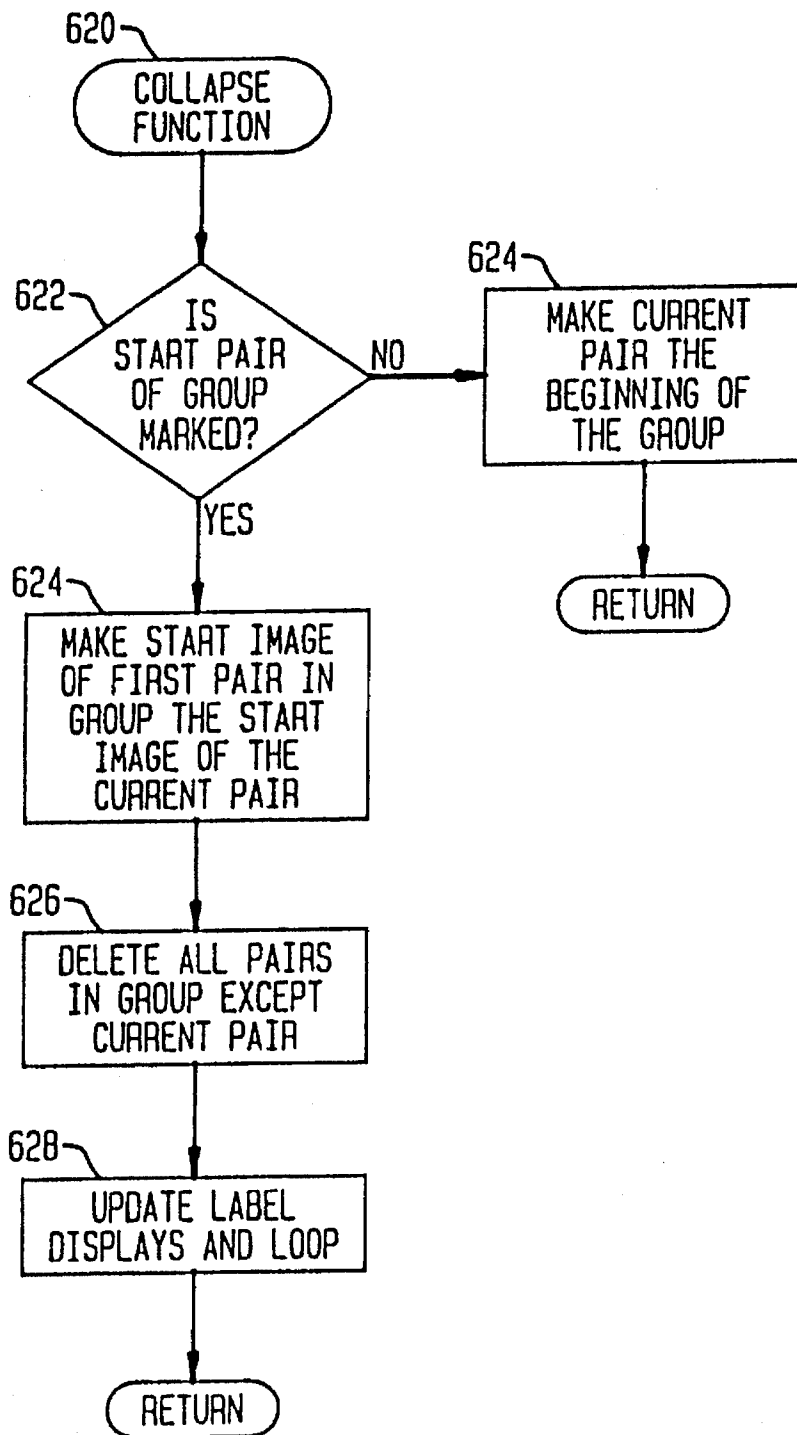 620
COLLAPSE
FUNCTION
622
IS
START PAIR
OF GROUP
MARKED?
NO
624
MAKE CURRENT
PAIR THE
BEGINNING OF
THE GROUP
RETURN
YES
624
MAKE START IMAGE
OF FIRST PAIR IN
GROUP THE START
IMAGE OF THE
CURRENT PAIR
626
DELETE ALL PAIRS
IN GROUP EXCEPT
CURRENT PAIR
628
UPDATE LABEL
DISPLAYS AND LOOP
RETURN